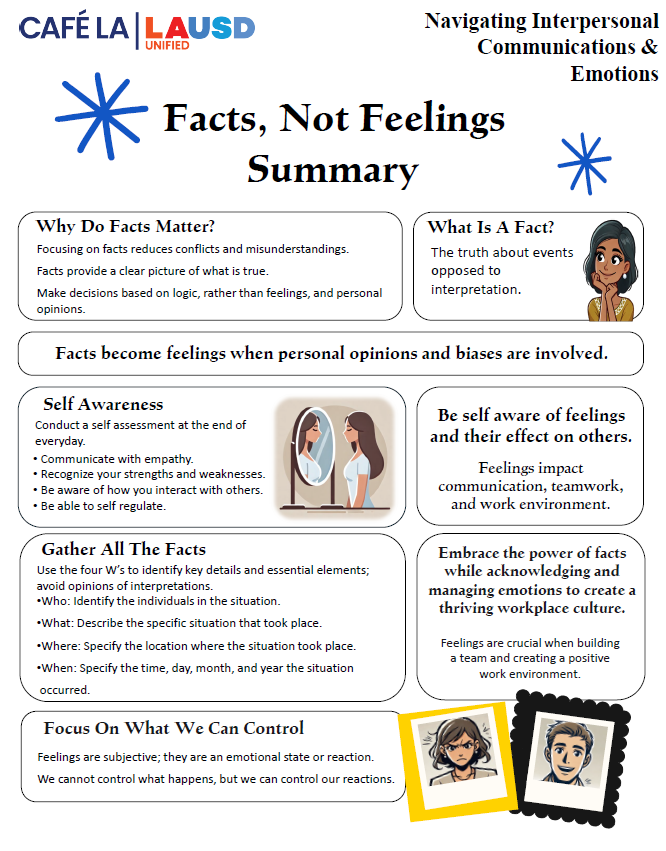 CAFÉ LA
LAUSD
UNIFIED
Navigating Interpersonal
Communications &
Emotions
Facts, Not Feelings
Summary
Why Do Facts Matter?
Focusing on facts reduces conflicts and misunderstandings.
Facts provide a clear picture of what is true.
Make decisions based on logic, rather than feelings, and personal
opinions.
What Is A Fact?
The truth about events
opposed to
interpretation.
Facts become feelings when personal opinions and biases are involved.
Self Awareness
Conduct a self assessment at the end of
everyday.
• Communicate with empathy.
• Recognize your strengths and weaknesses.
• Be aware of how you interact with others.
• Be able to self regulate.
Be self aware of feelings
and their effect on others.
Feelings impact
communication, teamwork,
and work environment.
Gather All The Facts
Use the four W's to identify key details and essential elements;
avoid opinions of interpretations.
•Who: Identify the individuals in the situation.
•What: Describe the specific situation that took place.
•Where: Specify the location where the situation took place.
•When: Specify the time, day, month, and year the situation
occurred.
Embrace the power of facts
while acknowledging and
managing emotions to create a
thriving workplace culture.
Feelings are crucial when building
a team and creating a positive
work environment.
Focus On What We Can Control
Feelings are subjective; they are an emotional state or reaction.
We cannot control what happens, but we can control our reactions.